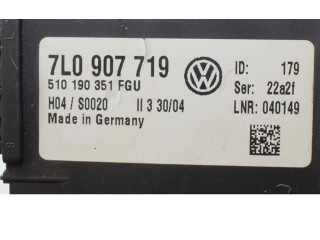 7L0 907 719
510 190 351 FGU
H04 / S0020 II 3 30/04
Made in Germany
ID: 179
Ser: 22a2f
LNR: 040149